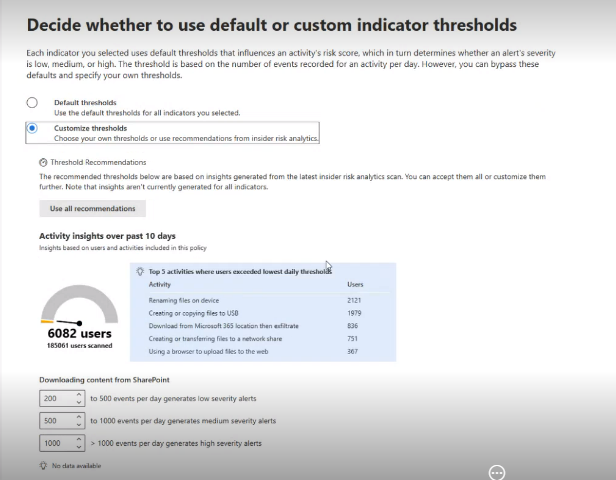 Decide whether to use default or custom indicator thresholds
Each indicator you selected uses default thresholds that influences an activity's risk score, which in turn determines whether an alert's severity
is low, medium, or high. The threshold is based on the number of events recorded for an activity per day. However, you can bypass these
defaults and specify your own thresholds.
Default thresholds
Use the default thresholds for all indicators you selected.
Customize thresholds
Choose your own thresholds or use recommendations from insider risk analytics.
Threshold Recommendations
The recommended thresholds below are based on insights generated from the latest insider risk analytics scan. You can accept them all or customize them
further. Note that insights aren't currently generated for all indicators.
Use all recommendations
Activity insights over past 10 days
Insights based on users and activities included in this policy
6082 users
185061 users scanned
Top 5 activities where users exceeded lowest daily thresholds
Activity Users
Renaming files on device 2121
Creating or copying files to USB 1979
Download from Microsoft 365 location then exfiltrate 836
Creating or transferring files to a network share 751
Using a browser to upload files to the web 367
Downloading content from SharePoint
200 to 500 events per day generates low severity alerts
500 to 1000 events per day generates medium severity alerts
1000 > 1000 events per day generates high severity alerts
No data available